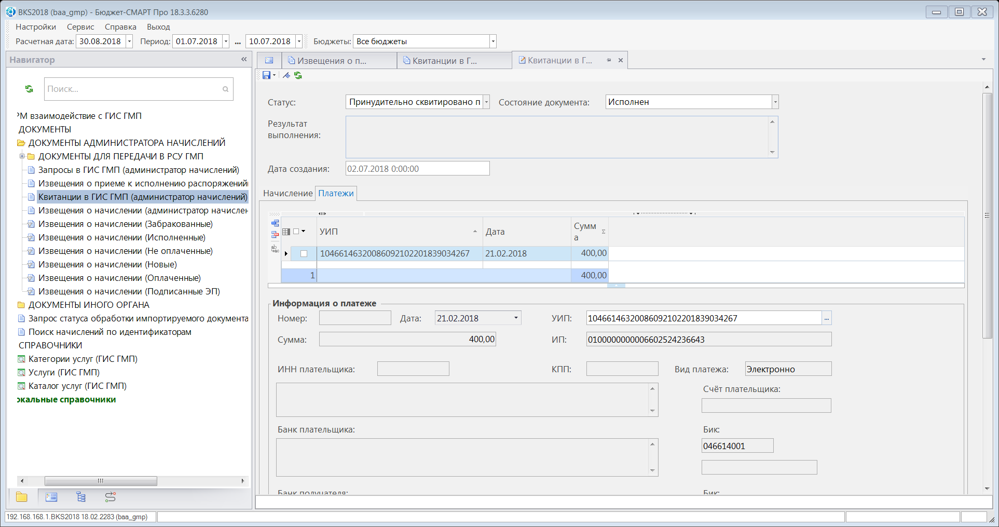 BKS2018 (baa_gmp) - Бюджет-СМАРТ Про 18.3.3.6280
Настройки Сервис Справка Выход
Расчетная дата: 30.08.2018 Период: 01.07.2018 ... 10.07.2018 Бюджеты: Все бюджеты
Навигатор «
Поиск...
РМ взаимодействие с ГИС ГМП
ДОКУМЕНТЫ
ДОКУМЕНТЫ АДМИНИСТРАТОРА НАЧИСЛЕНИЙ
ДОКУМЕНТЫ ДЛЯ ПЕРЕДАЧИ В РСУ ГМП
Запросы в ГИС ГМП (администратор начислений)
Извещения о приеме к исполнению распоряжений
Квитанции в ГИС ГМП (администратор начислений)
Извещения о начислении (администратор начислен
Извещения о начислении (Забракованные)
Извещения о начислении (Исполненные)
Извещения о начислении (Не оплаченные)
Извещения о начислении (Новые)
Извещения о начислении (Оплаченные)
Извещения о начислении (Подписанные ЭП)
ДОКУМЕНТЫ ИНОГО ОРГАНА
Запрос статуса обработки импортируемого документа
Поиск начислений по идентификаторам
СПРАВОЧНИКИ
Категории услуг (ГИС ГМП)
Услуги (ГИС ГМП)
Каталог услуг (ГИС ГМП)
окальные справочники
Извещения о п... Квитанции в Г... Квитанции в Г...
Статус: Принудительно сквитировано п Состояние документа: Исполнен
Результат
выполнения:
Дата создания: 02.07.2018 0:00:00
Начисление Платежи
УИП Дата Сумм
а Σ
10466146320086092102201839034267 21.02.2018 400,00
1 400,00
Информация о платеже
Номер: Дата: 21.02.2018 УИП: 10466146320086092102201839034267 ...
Сумма: 400,00 ИП: 0100000000006602524236643
ИНН плательщика: КПП: Вид платежа: Электронно
Счёт плательщика:
Банк плательщика: Бик:
046614001
Банк получателя: Бик:
192.168.168.1.BKS2018 18.02.2283 (baa_gmp)